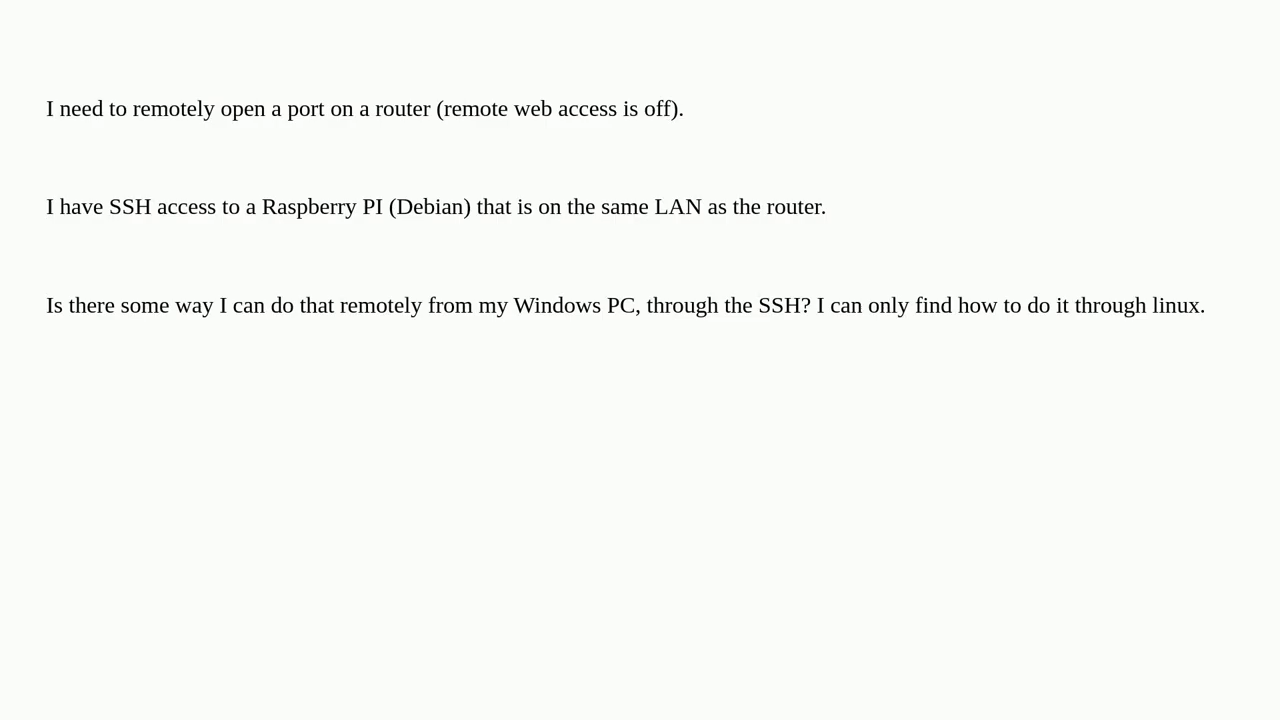 I need to remotely open a port on a router (remote web access is off).
I have SSH access to a Raspberry PI (Debian) that is on the same LAN as the router.
Is there some way I can do that remotely from my Windows PC, through the SSH? I can only find how to do it through linux.